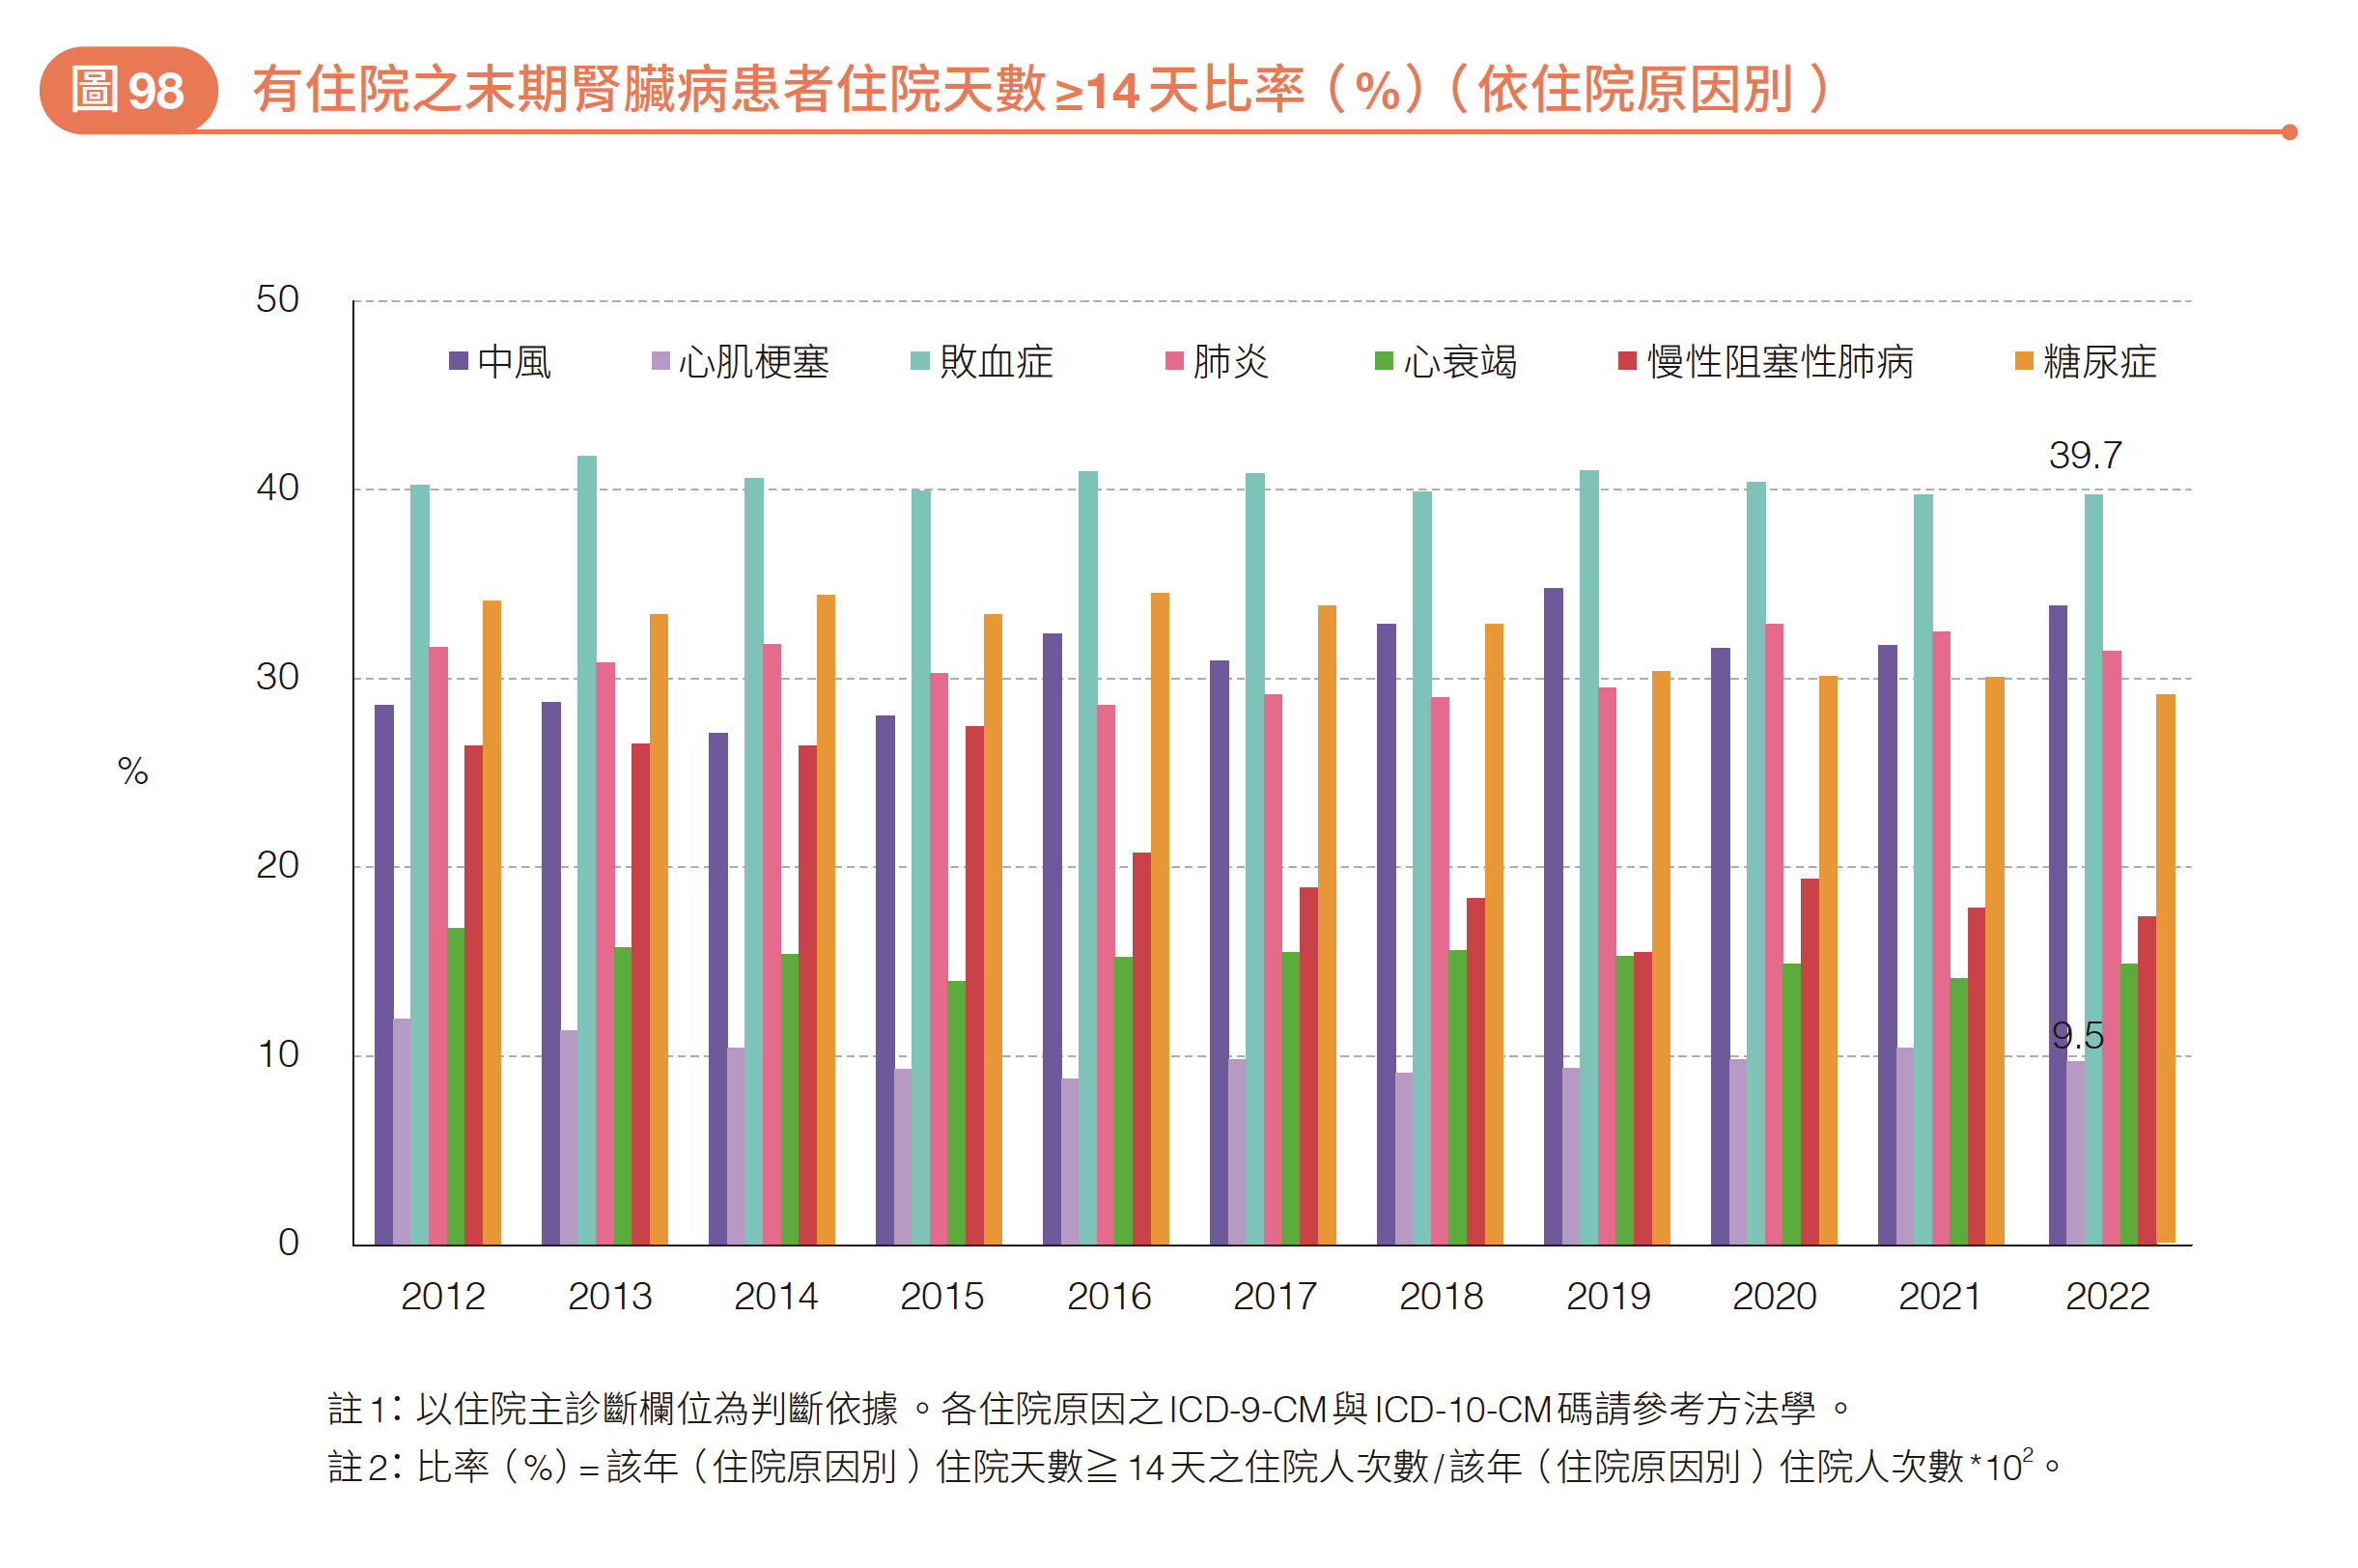 圖98 有住院之末期腎臟病患者住院天數≥14天比率(%)(依住院原因別)
50
中風 心肌梗塞 敗血症 肺炎 心衰竭 慢性阻塞性肺病 糖尿症
39.7
40
30
%
20
9.5
10
0
2012 2013 2014 2015 2016 2017 2018 2019 2020 2021 2022
註1：以住院主診斷欄位為判斷依據。各住院原因之ICD-9-CM與ICD-10-CM碼請參考方法學。
註2：比率(%)=該年(住院原因別)住院天數≧14天之住院人次數/該年(住院原因別)住院人次數*10²。